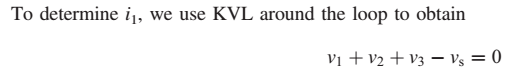 To determine i₁, we use KVL around the loop to obtain
v₁ + v₂ + v₃ − vₛ = 0